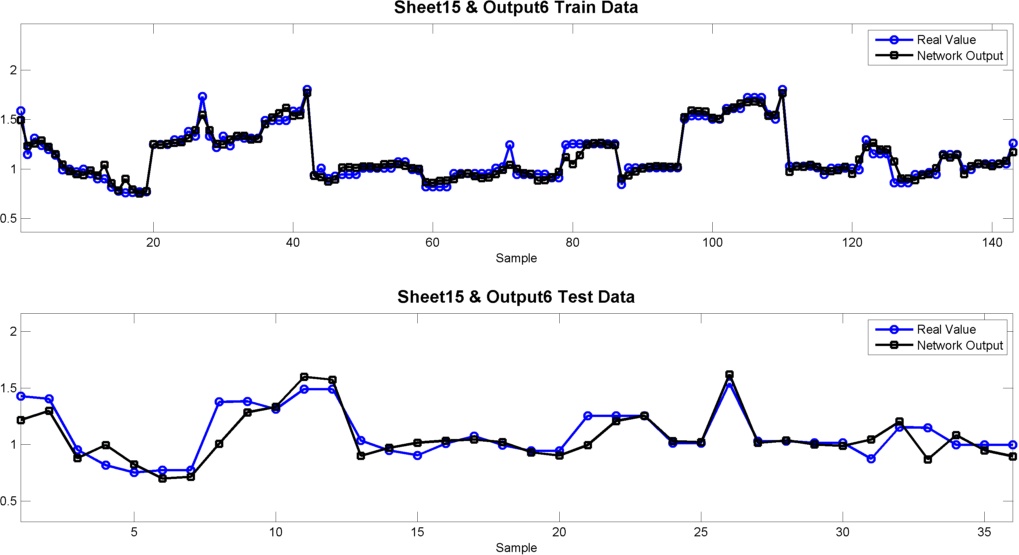 Sheet15 & Output6 Train Data
Real Value
Network Output
2
1.5
1
0.5
20 40 60 80 100 120 140
Sample
Sheet15 & Output6 Test Data
Real Value
Network Output
2
1.5
1
0.5
5 10 15 20 25 30 35
Sample